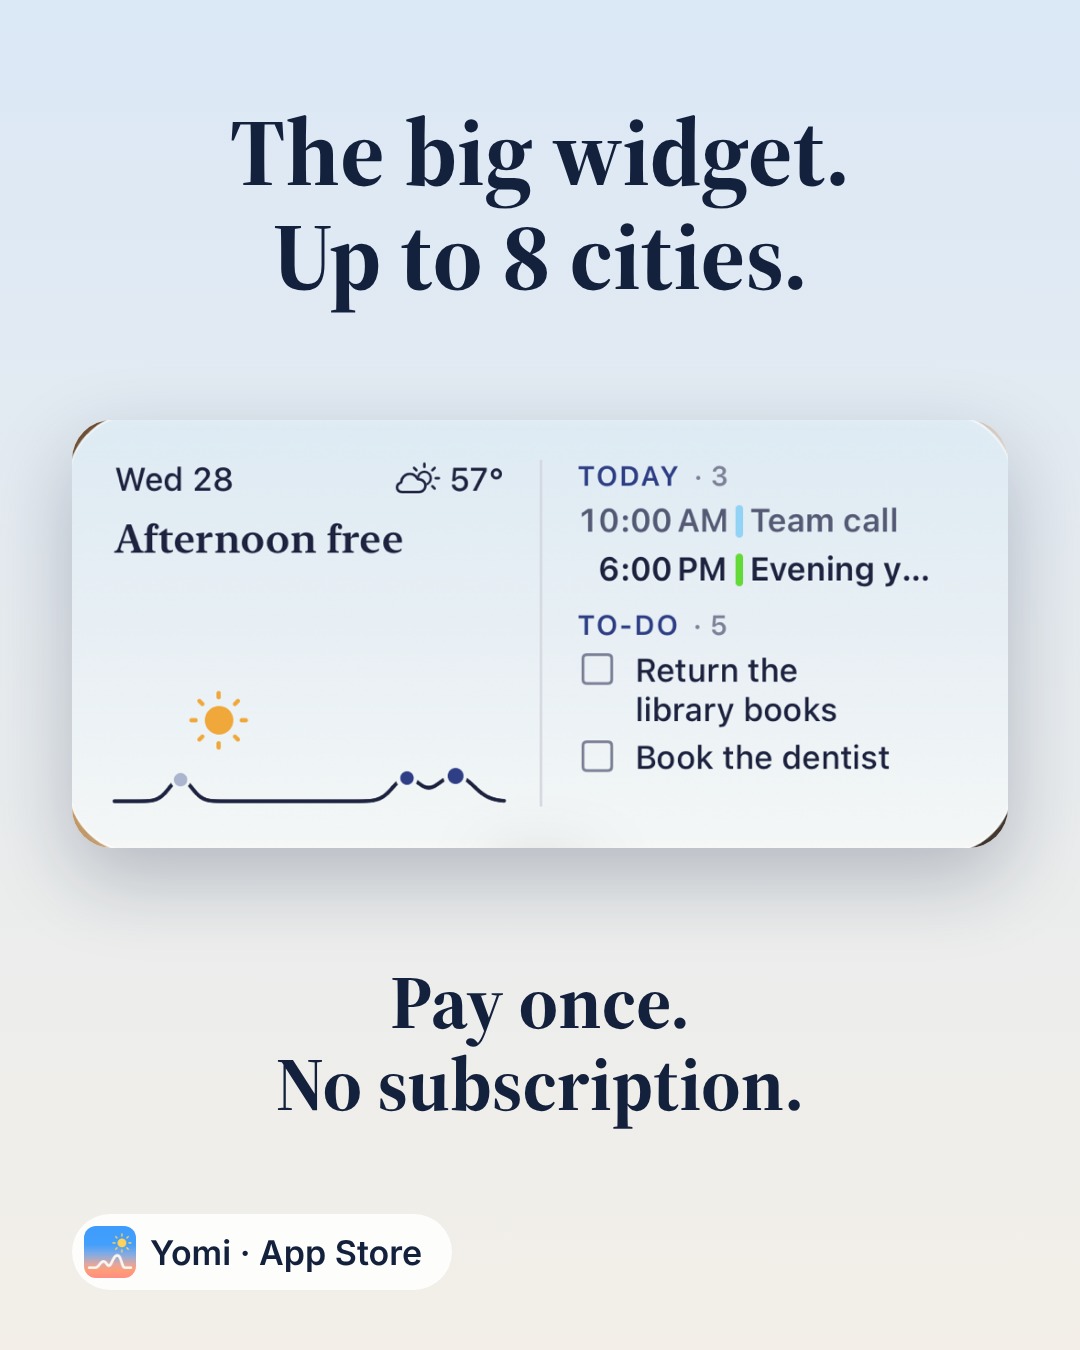 The big widget.
Up to 8 cities.
Wed 28
57°
Afternoon free
TODAY · 3
10:00 AM Team call
6:00 PM Evening y...
TO-DO · 5
Return the
library books
Book the dentist
Pay once.
No subscription.
Yomi · App Store